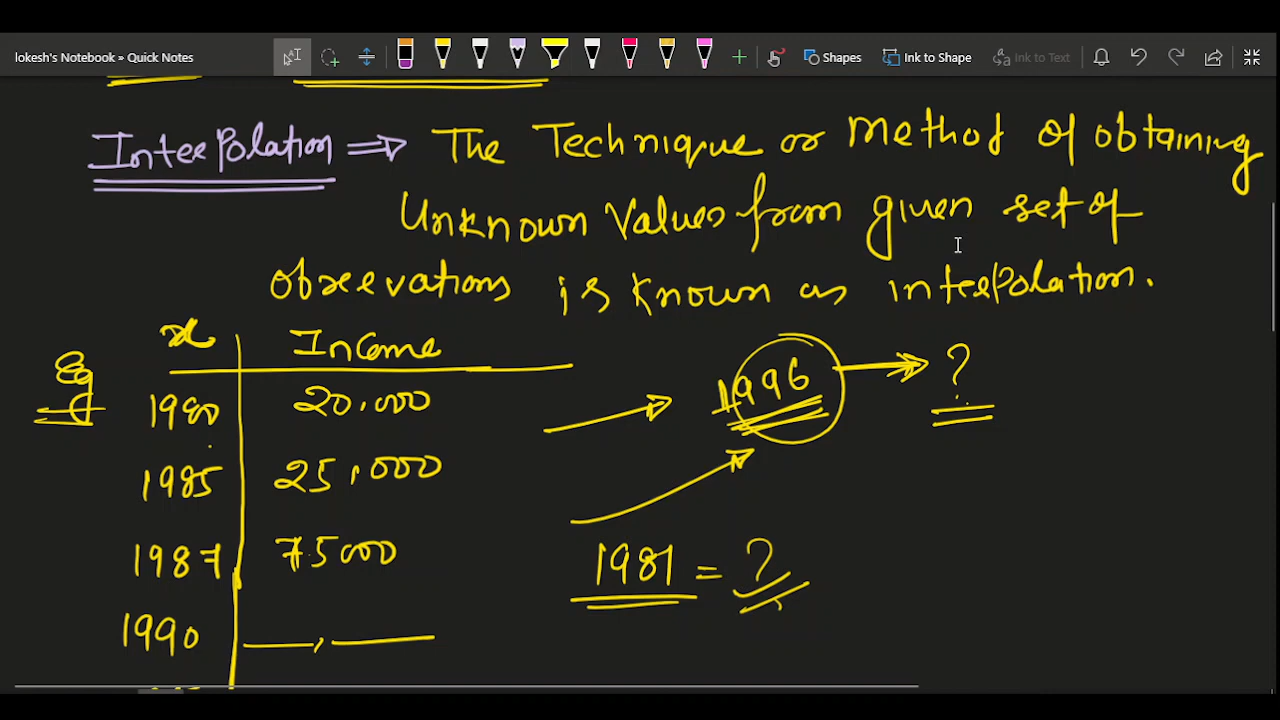 lokesh's Notebook » Quick Notes
Shapes
Ink to Shape
Ink to Text
Interpolation ⇒ The Technique or Method of obtaining
Unknown Values from given set of
observations is known as interpolation.
Eg
x Income
1980 20,000
1985 25,000
1987 75000
1990
1996 → ?
1981 = ?